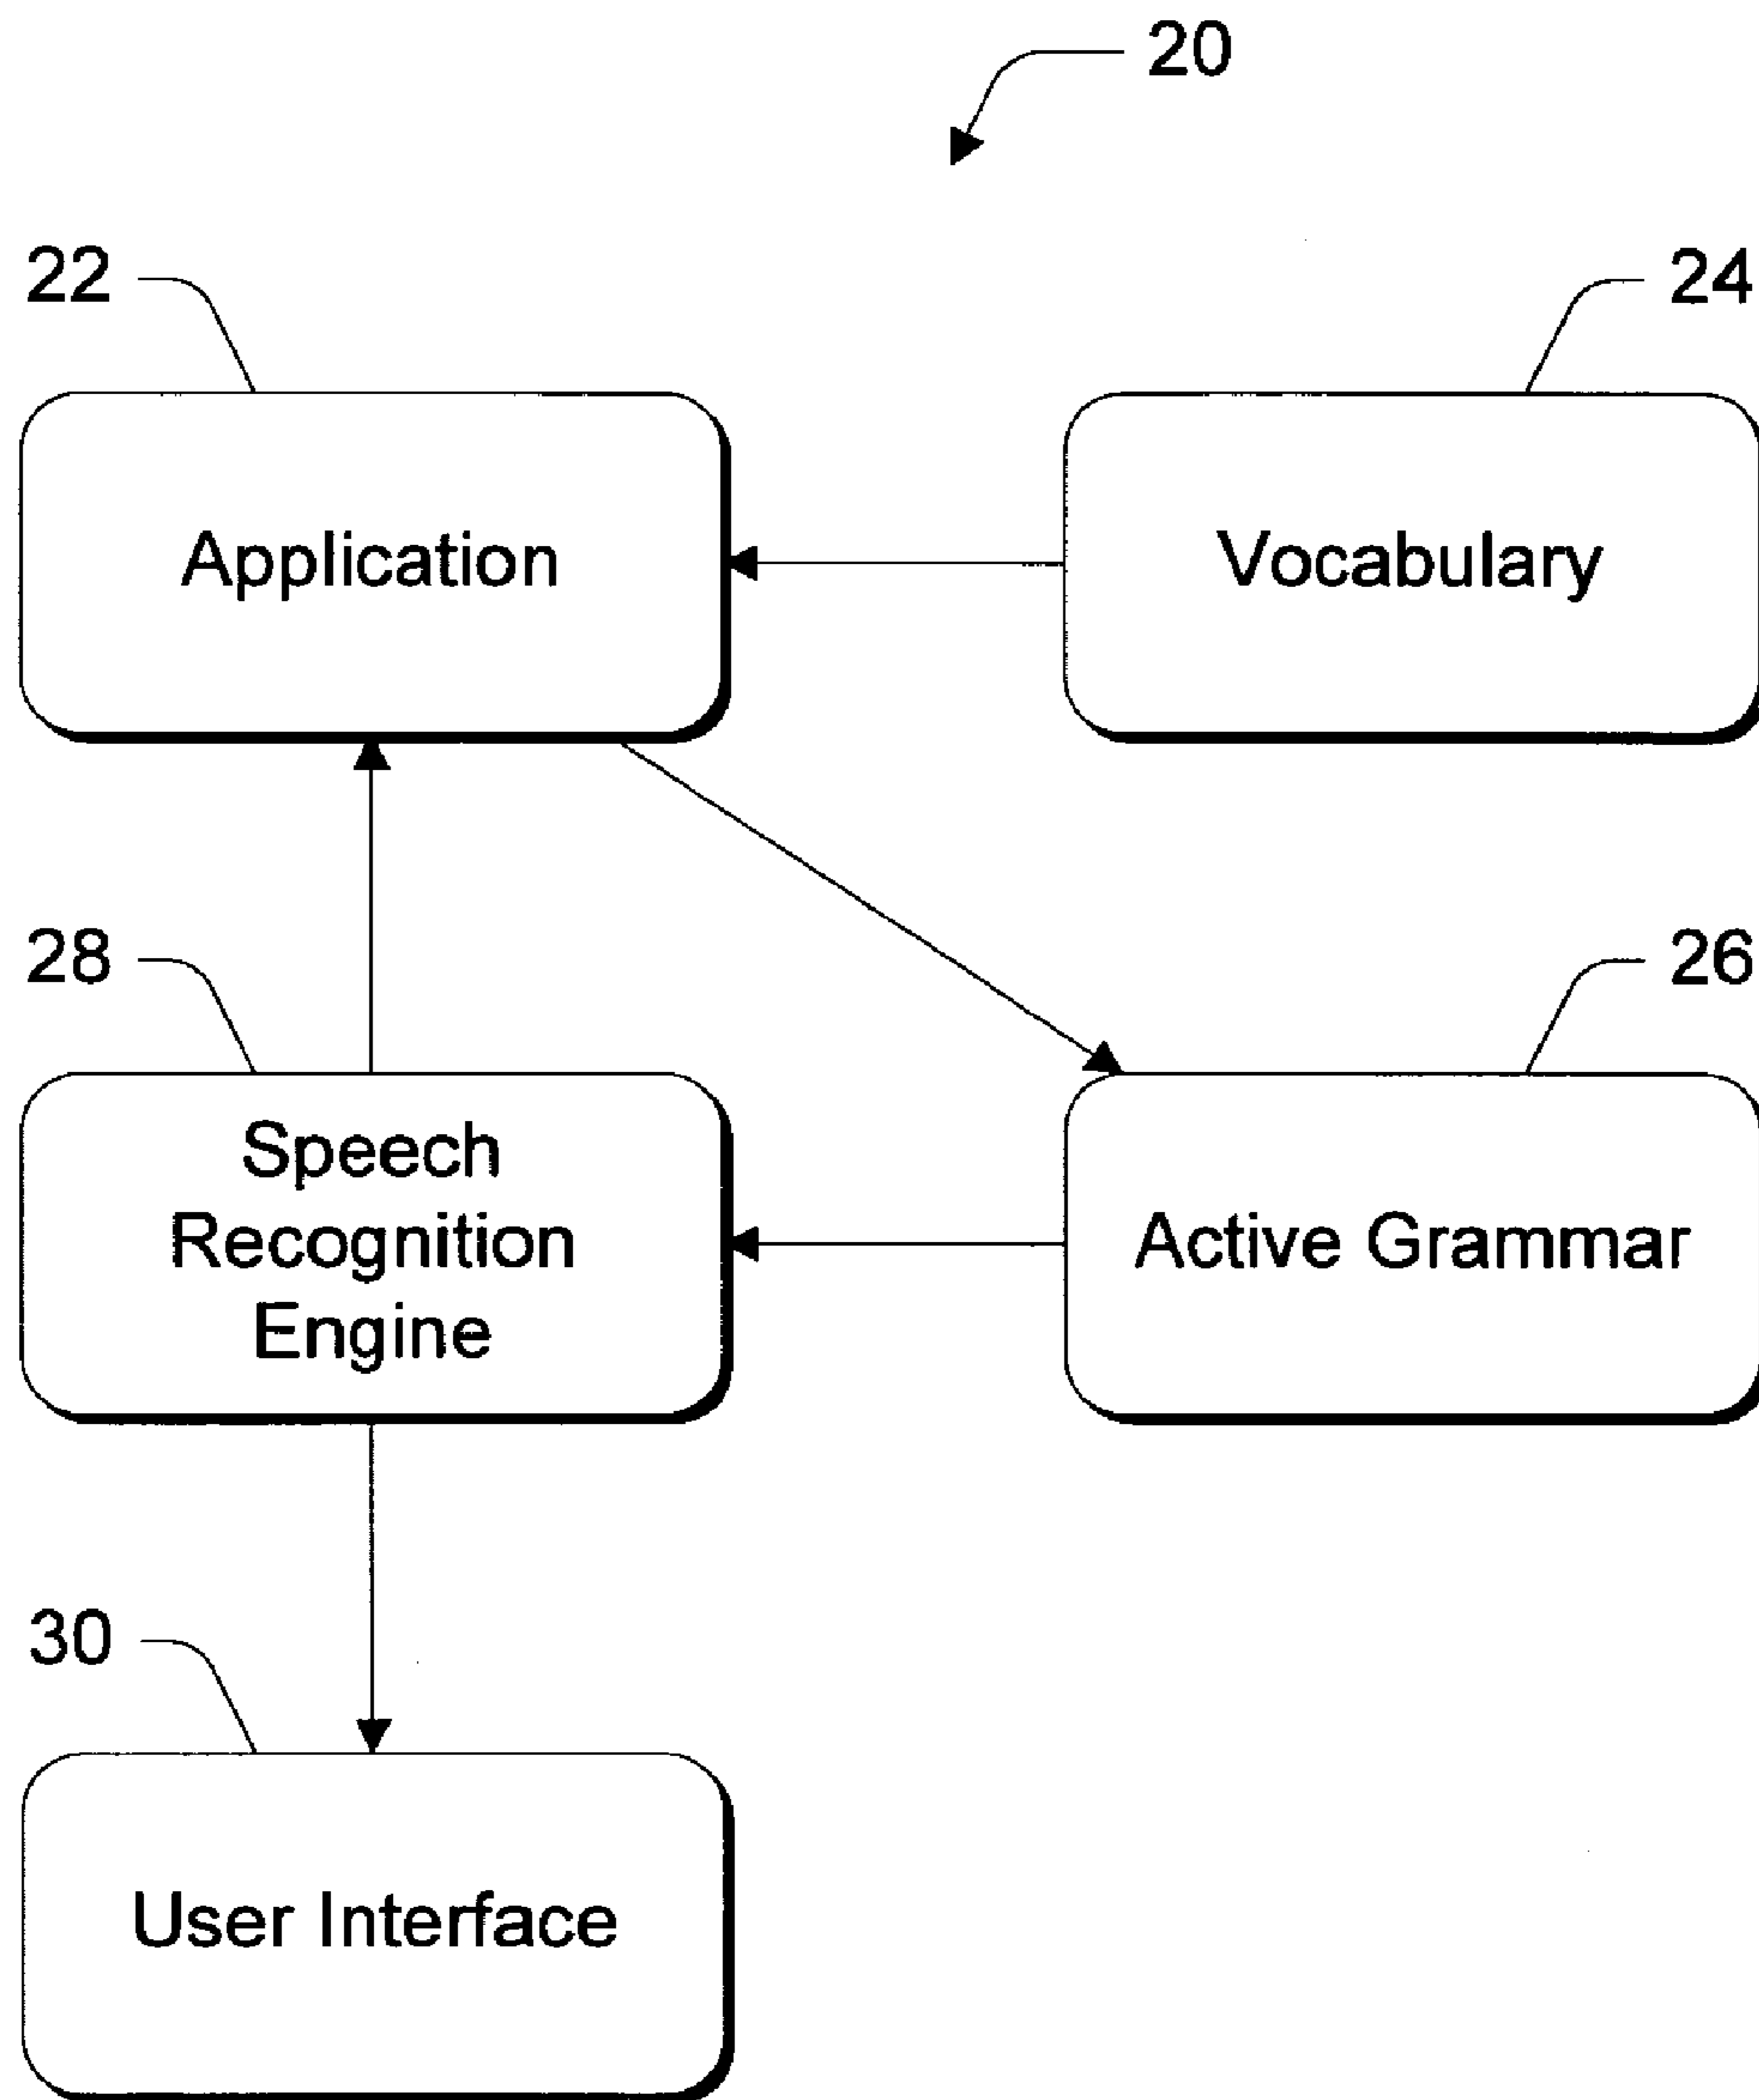 20
22
24
Application
Vocabulary
28
26
Speech
Recognition
Engine
Active Grammar
30
User Interface